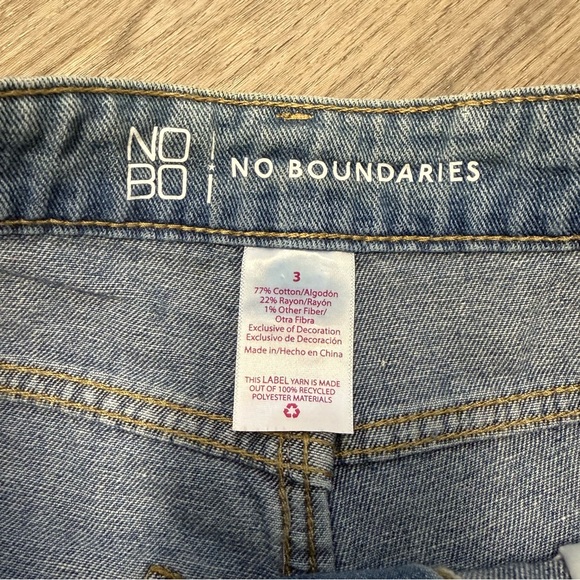 NO
BO
NO BOUNDARIES
3
77% Cotton/Algodón
22% Rayon/Rayón
1% Other Fiber/
Otra Fibra
Exclusive of Decoration
Exclusivo de Decoración
Made in/Hecho en China
THIS LABEL YARN IS MADE
OUT OF 100% RECYCLED
POLYESTER MATERIALS